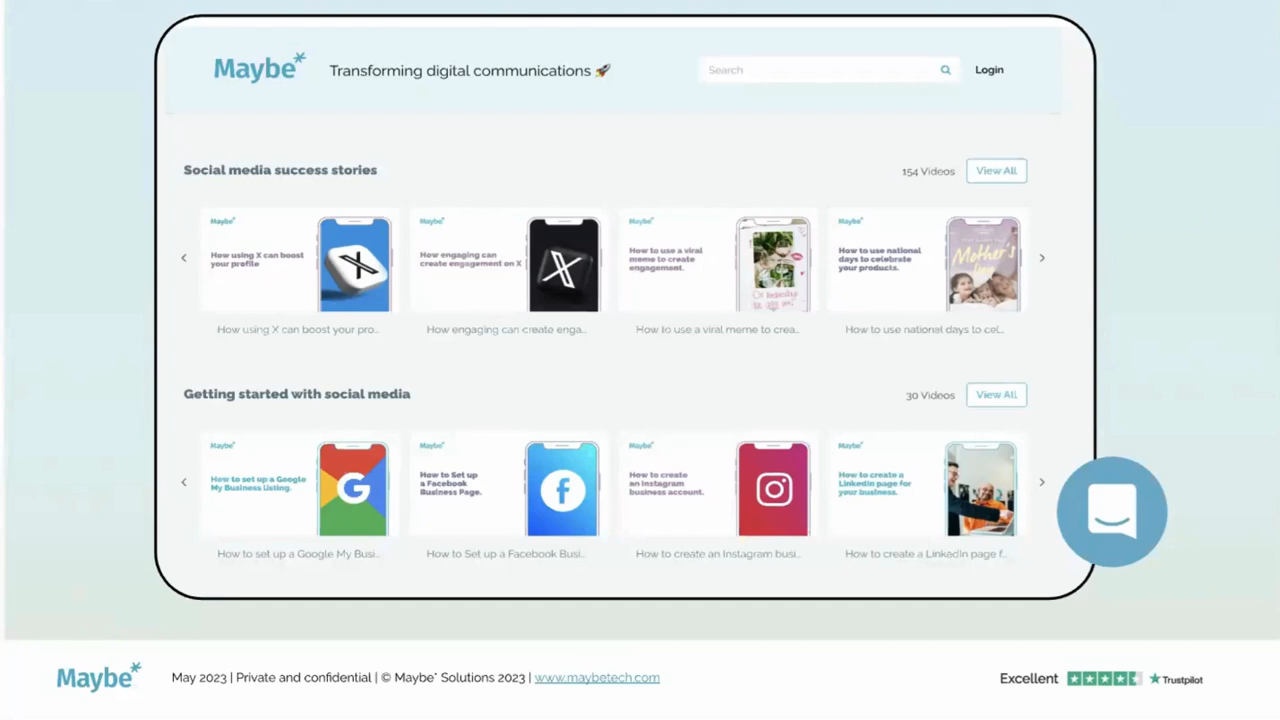 Maybe*
Transforming digital communications 🚀
Search
Login
Social media success stories
154 Videos
View All
Maybe*
How using X can boost
your profile
Maybe*
How engaging can
create engagement on X
Maybe*
How to use a viral
meme to create
engagement.
Maybe*
How to use national
days to celebrate
your products.
Mother's
Day
How using X can boost your pro...
How engaging can create enga...
How to use a viral meme to crea...
How to use national days to cel...
Getting started with social media
30 Videos
View All
Maybe*
How to set up a Google
My Business Listing.
Maybe*
How to Set up
a Facebook
Business Page.
Maybe*
How to create
an Instagram
business account.
Maybe*
How to create a
LinkedIn page for
your business.
How to set up a Google My Busi...
How to Set up a Facebook Busi...
How to create an Instagram busi...
How to create a LinkedIn page f...
Maybe*
May 2023 | Private and confidential | © Maybe* Solutions 2023 | www.maybetech.com
Excellent
Trustpilot